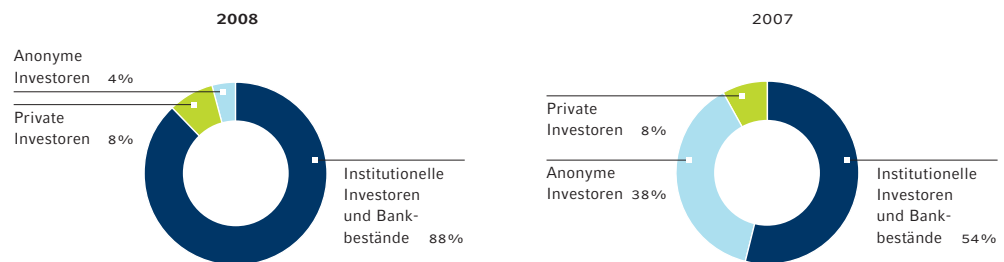 2008
Anonyme
Investoren 4%
Private
Investoren 8%
Institutionelle
Investoren
und Bank-
bestände 88%
2007
Private
Investoren 8%
Anonyme
Investoren 38%
Institutionelle
Investoren
und Bank-
bestände 54%